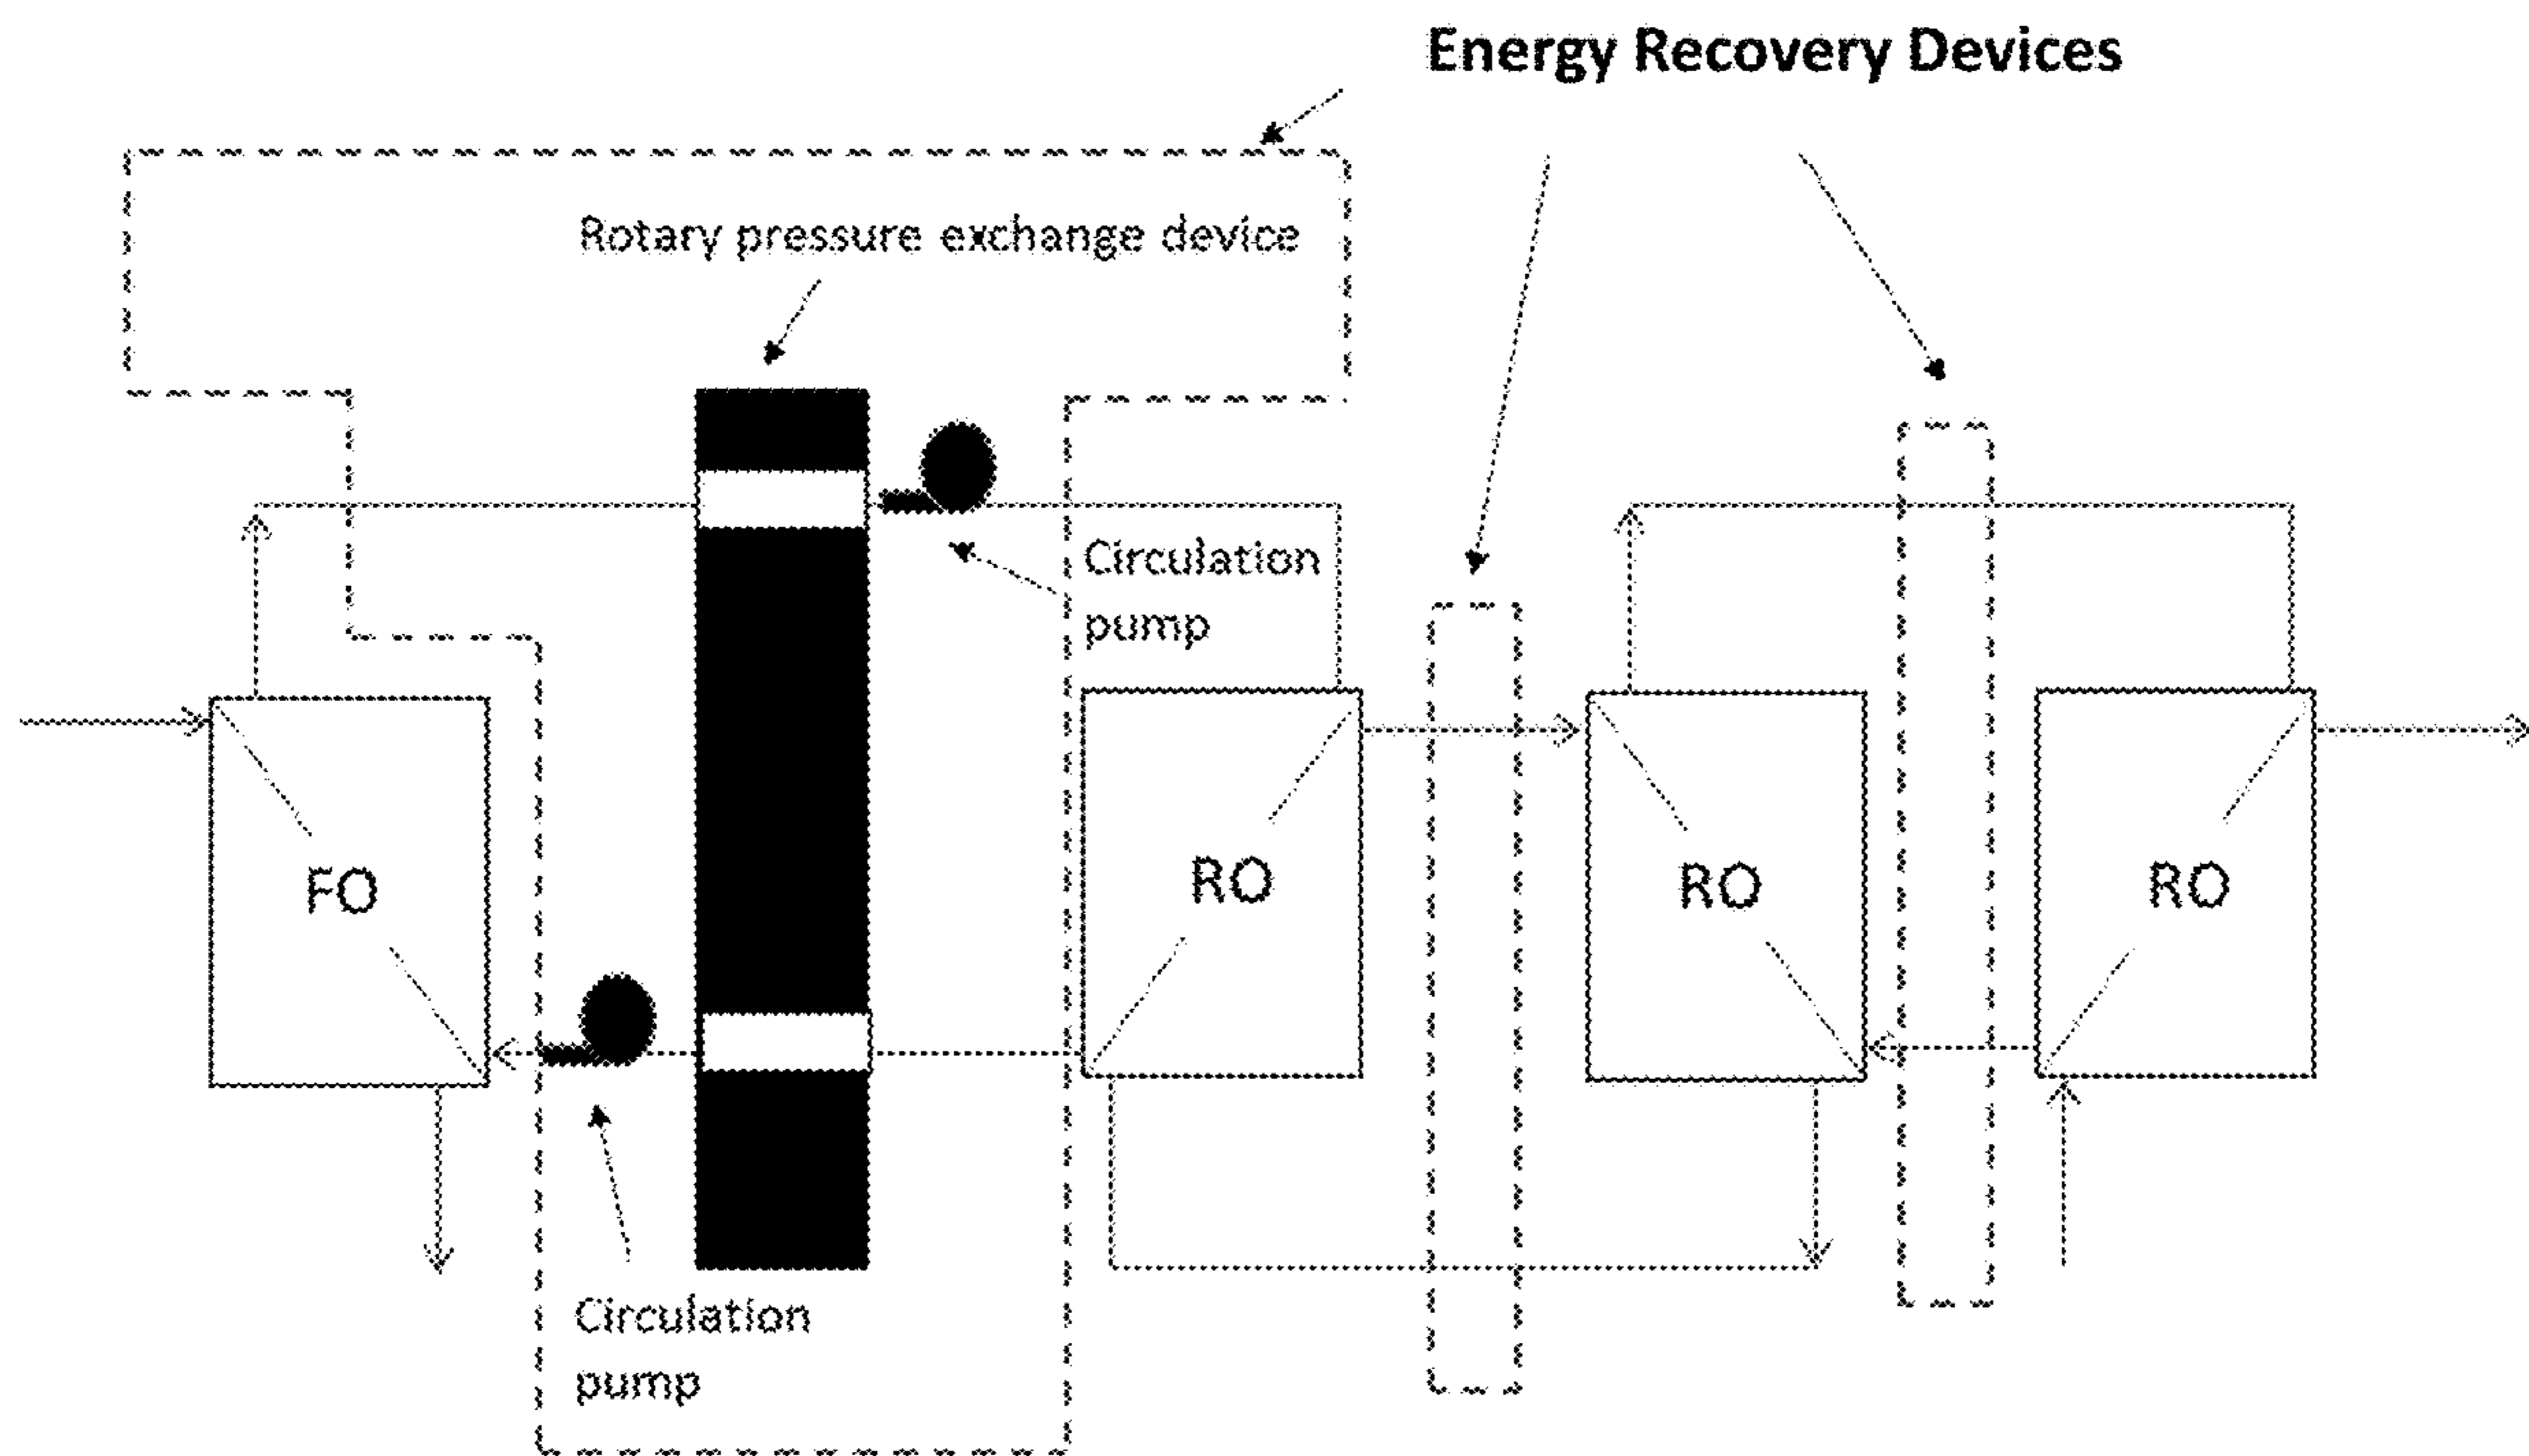 Energy Recovery Devices
Rotary pressure exchange device
Circulation
pump
FO
RO
RO
RO
Circulation
pump